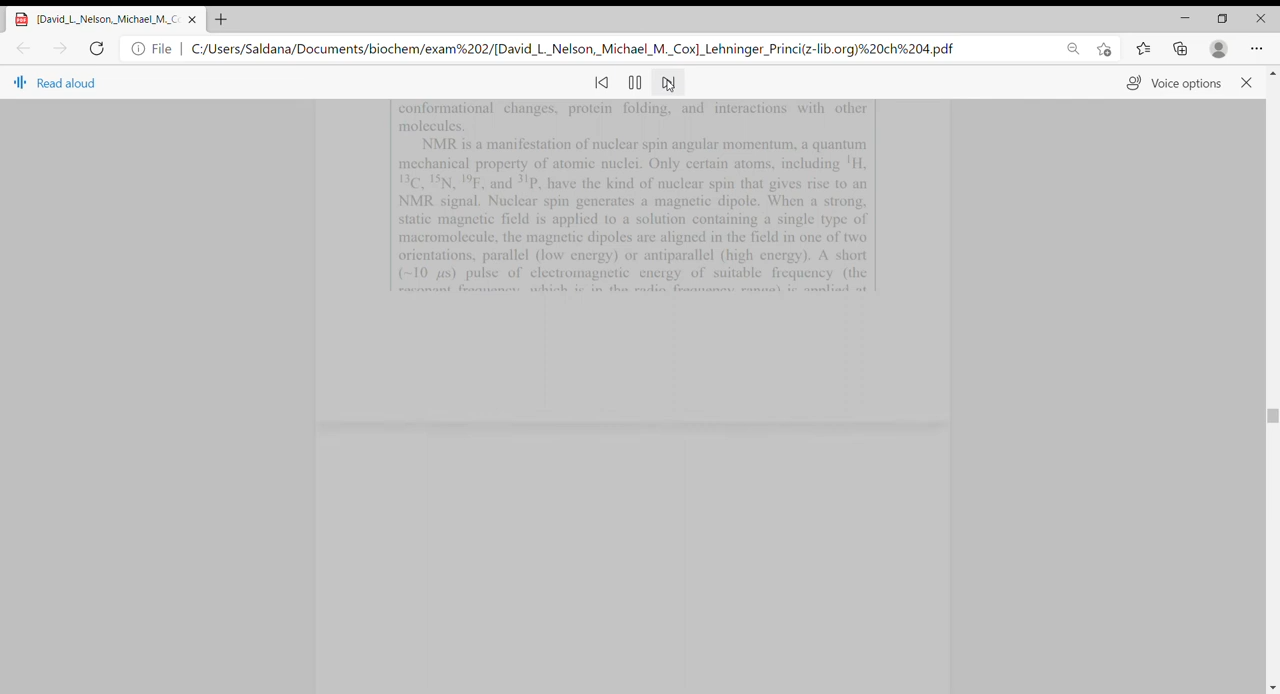 [David_L._Nelson,_Michael_M._Co
File | C:/Users/Saldana/Documents/biochem/exam%202/[David_L._Nelson,_Michael_M._Cox]_Lehninger_Princi(z-lib.org)%20ch%204.pdf
Read aloud
Voice options
conformational changes, protein folding, and interactions with other
molecules.
NMR is a manifestation of nuclear spin angular momentum, a quantum
mechanical property of atomic nuclei. Only certain atoms, including ¹H,
¹³C, ¹⁵N, ¹⁹F, and ³¹P, have the kind of nuclear spin that gives rise to an
NMR signal. Nuclear spin generates a magnetic dipole. When a strong,
static magnetic field is applied to a solution containing a single type of
macromolecule, the magnetic dipoles are aligned in the field in one of two
orientations, parallel (low energy) or antiparallel (high energy). A short
(~10 μs) pulse of electromagnetic energy of suitable frequency (the
resonant frequency, which is in the radio frequency range) is applied at